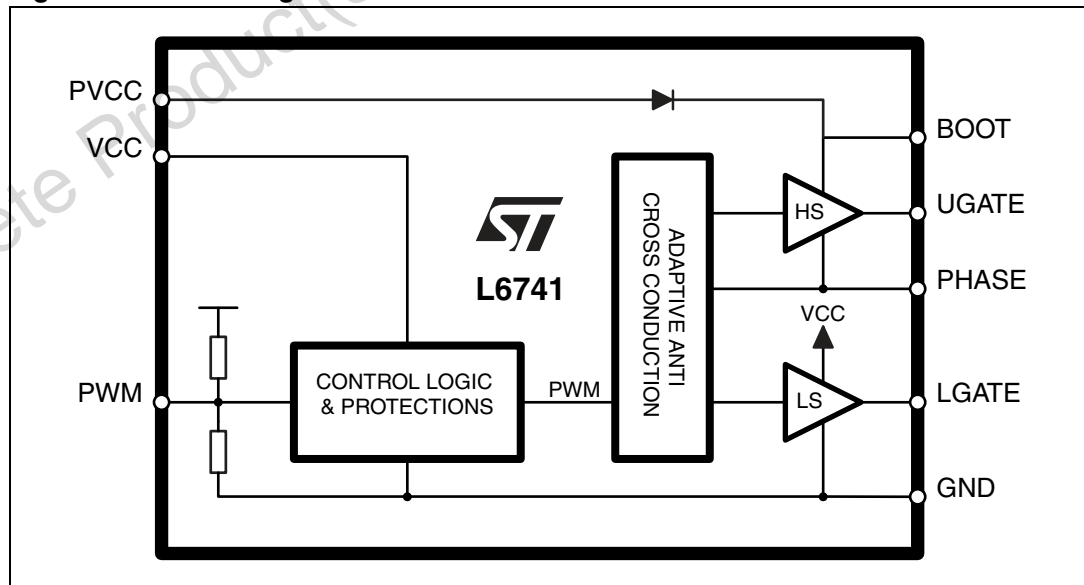 PVCC
VCC
PWM
ST
L6741
CONTROL LOGIC
& PROTECTIONS
PWM
ADAPTIVE ANTI
CROSS CONDUCTION
HS
VCC
LS
BOOT
UGATE
PHASE
LGATE
GND